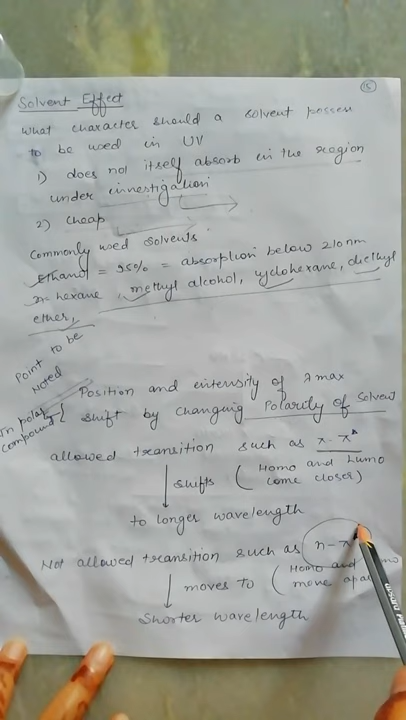 15
Solvent Effect
What character should a solvent possess
to be used in UV
1) does not itself absorb in the region
under investigation
2) cheap
Commonly used solvents
Ethanol = 95% = absorption below 210nm
n-hexane, methyl alcohol, cyclohexane, diethyl
ether,
Point to be
Noted
Position and intensity of λ max
shift by changing Polarity of Solvent
In polar
compound
allowed transition such as π-π*
shifts ( Homo and Lumo
come closer)
to longer wavelength
Not allowed transition such as n-π*
moves to ( Homo and
move apa
Shorter wavelength